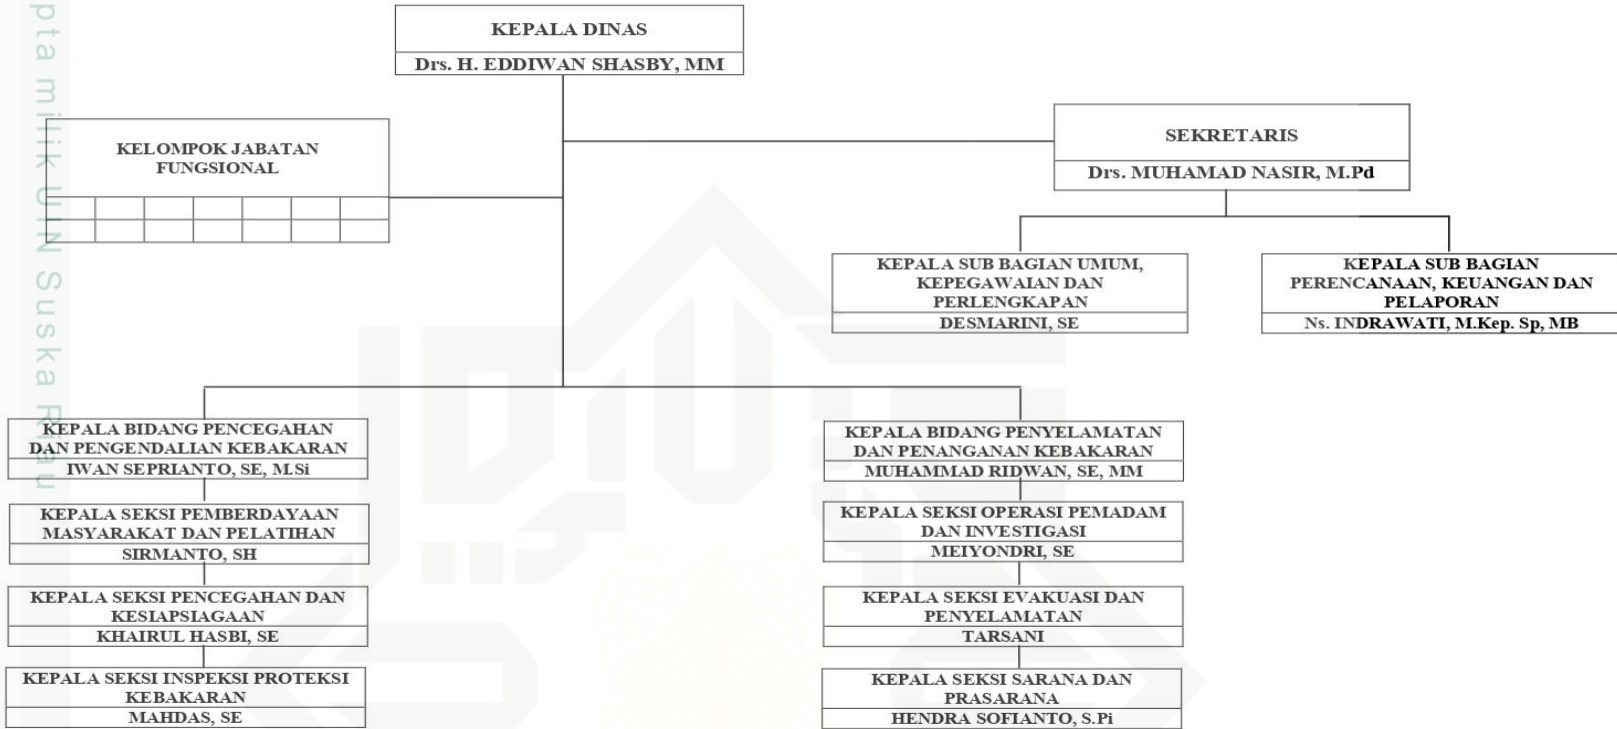 KEPALA DINAS
Drs. H. EDDIWAN SHASBY, MM
KELOMPOK JABATAN
FUNGSIONAL
SEKRETARIS
Drs. MUHAMAD NASIR, M.Pd
KEPALA SUB BAGIAN UMUM,
KEPEGAWAIAN DAN
PERLENGKAPAN
DESMARINI, SE
KEPALA SUB BAGIAN
PERENCANAAN, KEUANGAN DAN
PELAPORAN
Ns. INDRAWATI, M.Kep. Sp, MB
KEPALA BIDANG PENCEGAHAN
DAN PENGENDALIAN KEBAKARAN
IWAN SEPRIANTO, SE, M.Si
KEPALA SEKSI PEMBERDAYAAN
MASYARAKAT DAN PELATIHAN
SIRMANTO, SH
KEPALA SEKSI PENCEGAHAN DAN
KESIAPSIAGAAN
KHAIRUL HASBI, SE
KEPALA SEKSI INSPEKSI PROTEKSI
KEBAKARAN
MAHDAS, SE
KEPALA BIDANG PENYELAMATAN
DAN PENANGANAN KEBAKARAN
MUHAMMAD RIDWAN, SE, MM
KEPALA SEKSI OPERASI PEMADAM
DAN INVESTIGASI
MEIYONDRI, SE
KEPALA SEKSI EVAKUASI DAN
PENYELAMATAN
TARSANI
KEPALA SEKSI SARANA DAN
PRASARANA
HENDRA SOFIANTO, S.Pi
pta milik UIN Suska Riau